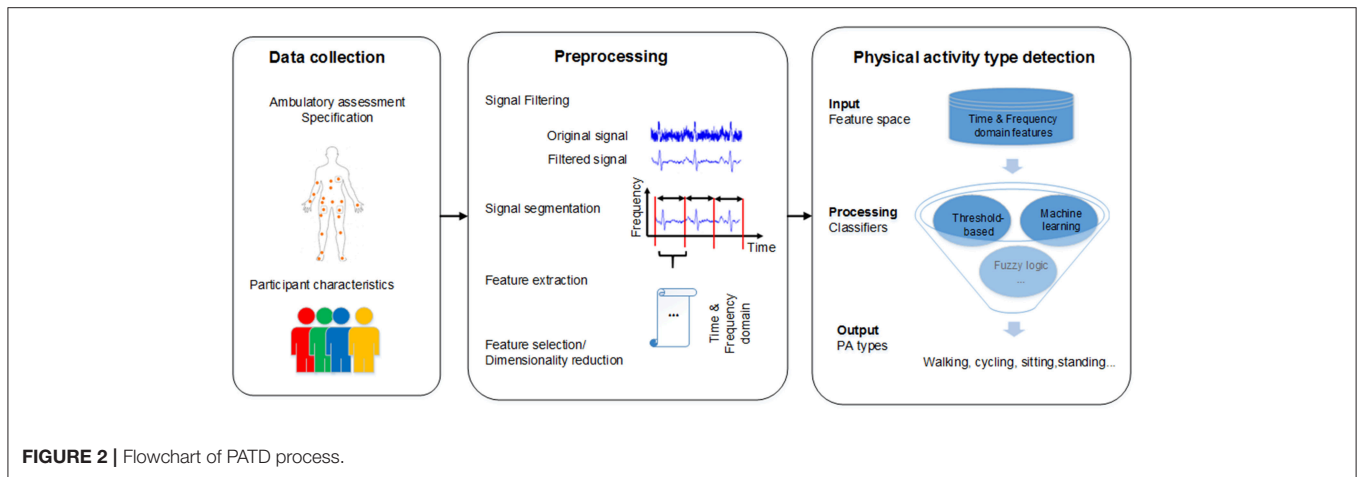 Data collection
Ambulatory assessment
Specification
Participant characteristics
Preprocessing
Signal Filtering
Original signal
Filtered signal
Signal segmentation
Frequency
Time
Feature extraction
...
Time &
Frequency
domain
Feature selection/
Dimensionality reduction
Physical activity type detection
Input
Feature space
Time & Frequency
domain features
Processing
Classifiers
Threshold-
based
Machine
learning
Fuzzy logic
...
Output
PA types
Walking, cycling, sitting,standing...
FIGURE 2 | Flowchart of PATD process.